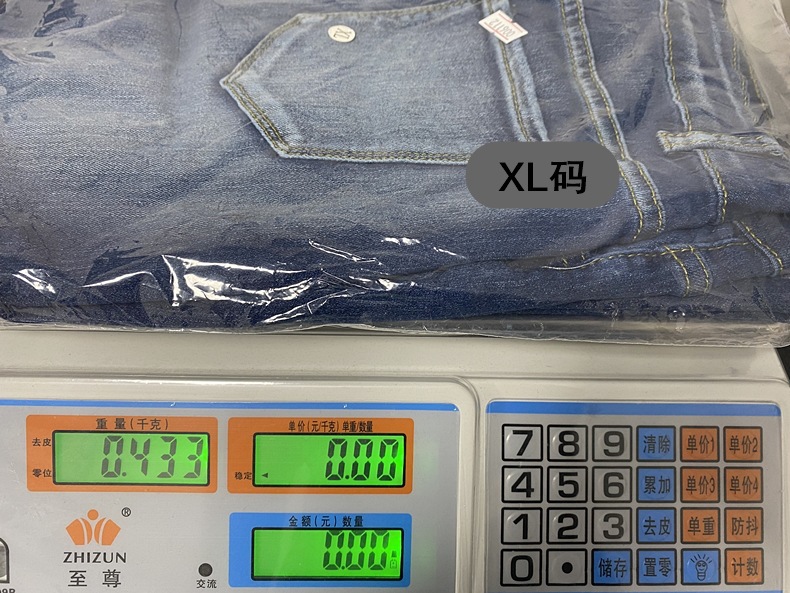 XL
XL码
重量(千克)
去皮
零位
0.433
单价(元/千克) 单重/数量
稳定
0.00
金额(元)数量
0.00
®
ZHIZUN
至尊
交流
7 8 9 清除 单价1 单价2
4 5 6 累加 单价3 单价4
1 2 3 去皮 单重 防抖
0 • 储存 置零 计数